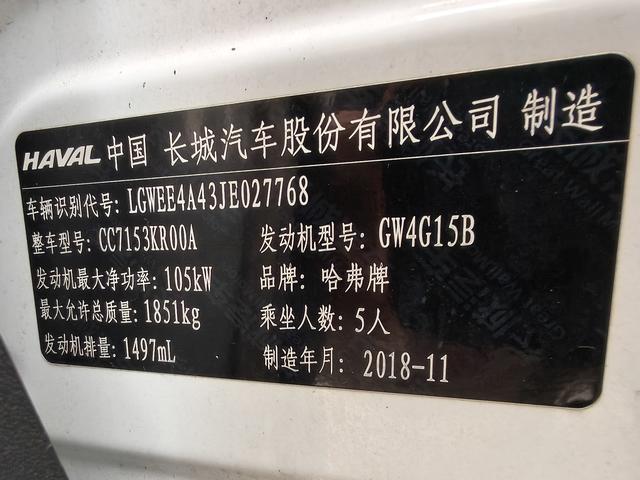 HAVAL 中国 长城汽车股份有限公司 制造
车辆识别代号: LGWEE4A43JE027768
整车型号: CC7153XR00A 发动机型号: GW4G15B
发动机最大净功率: 105kW 品牌: 哈弗牌
最大允许总质量: 1851kg 乘坐人数: 5人
发动机排量: 1497mL 制造年月: 2018-11